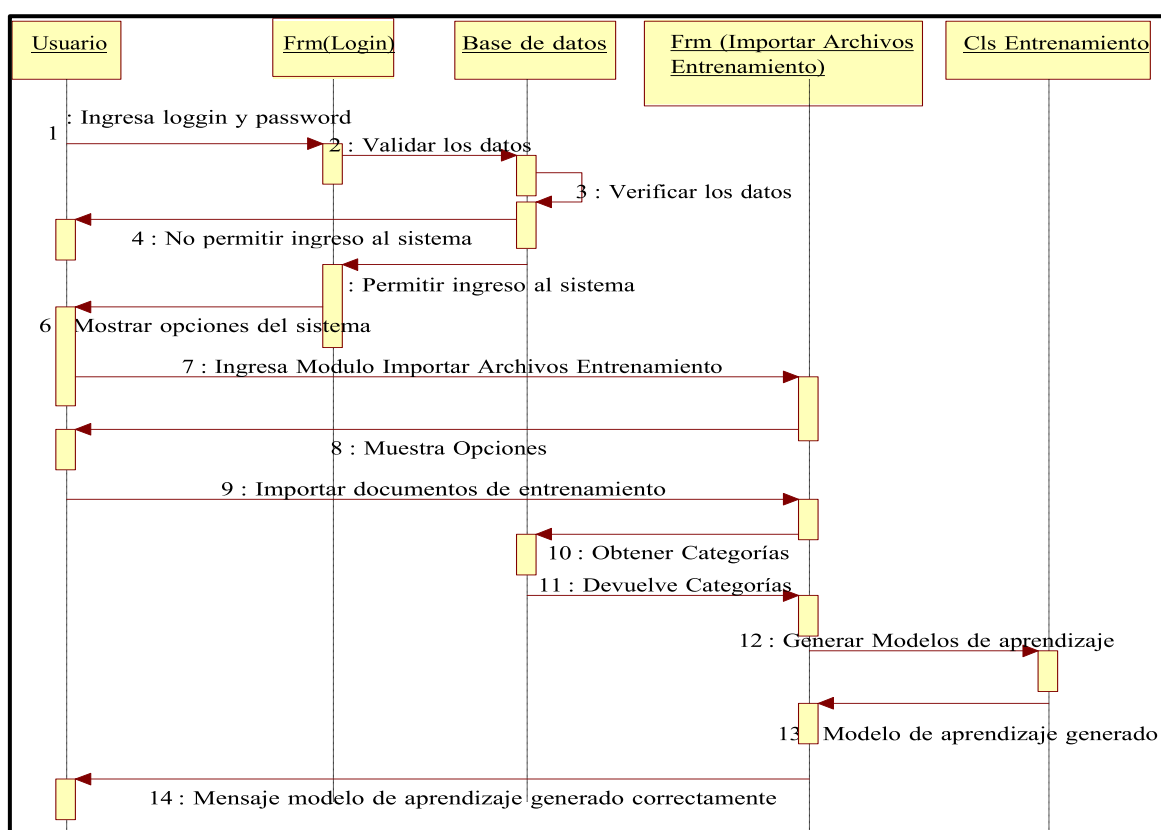 Usuario
Frm(Login)
Base de datos
Frm (Importar Archivos
Entrenamiento)
Cls Entrenamiento
1 : Ingresa loggin y password
2 : Validar los datos
3 : Verificar los datos
4 : No permitir ingreso al sistema
: Permitir ingreso al sistema
6 Mostrar opciones del sistema
7 : Ingresa Modulo Importar Archivos Entrenamiento
8 : Muestra Opciones
9 : Importar documentos de entrenamiento
10 : Obtener Categorías
11 : Devuelve Categorías
12 : Generar Modelos de aprendizaje
13 Modelo de aprendizaje generado
14 : Mensaje modelo de aprendizaje generado correctamente